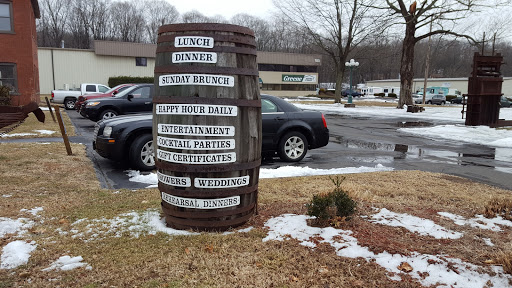 LUNCH
DINNER
SUNDAY BRUNCH
HAPPY HOUR DAILY
ENTERTAINMENT
COCKTAIL PARTIES
GIFT CERTIFICATES
SHOWERS WEDDINGS
REHEARSAL DINNERS
Greene